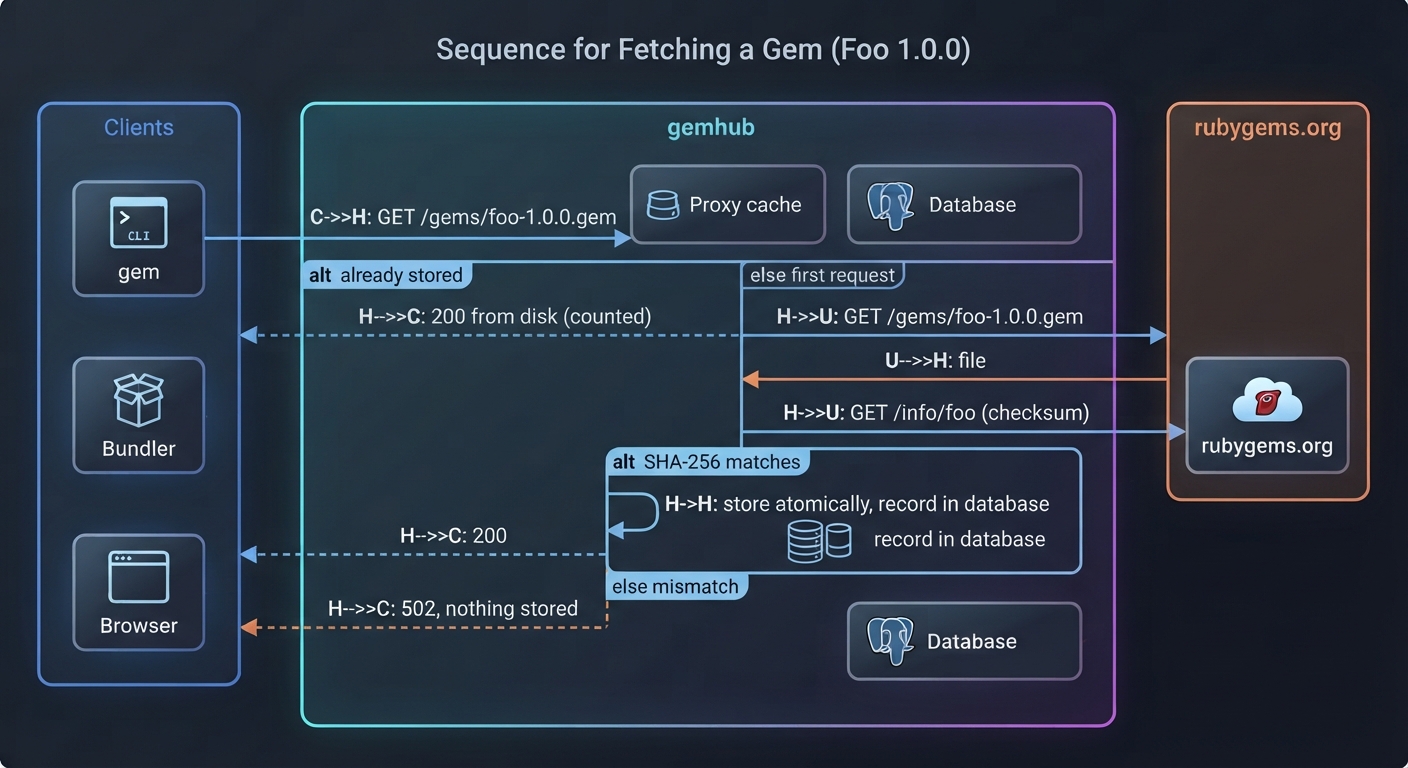 Sequence for Fetching a Gem (Foo 1.0.0)
Clients
gemhub
rubygems.org
CLI
gem
Bundler
Browser
Proxy cache
Database
C->>H: GET /gems/foo-1.0.0.gem
alt already stored
else first request
H-->>C: 200 from disk (counted)
H->>U: GET /gems/foo-1.0.0.gem
U-->>H: file
H->>U: GET /info/foo (checksum)
rubygems.org
alt SHA-256 matches
H->H: store atomically, record in database
record in database
H-->>C: 200
else mismatch
H-->>C: 502, nothing stored
Database